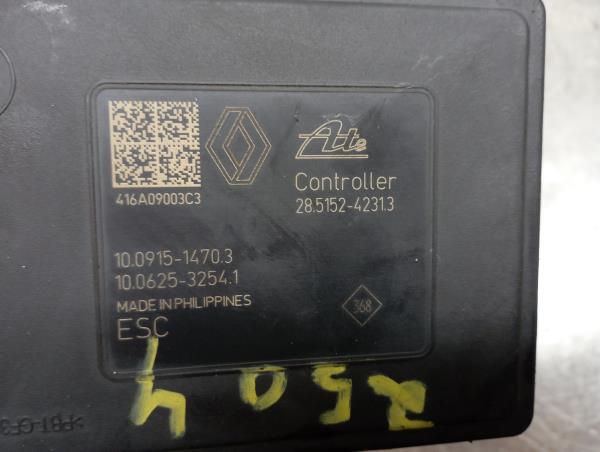 Ate
416A09003C3
Controller
28.5152-4231.3
10.0915-1470.3
10.0625-3254.1
MADE IN PHILIPPINES
ESC
368